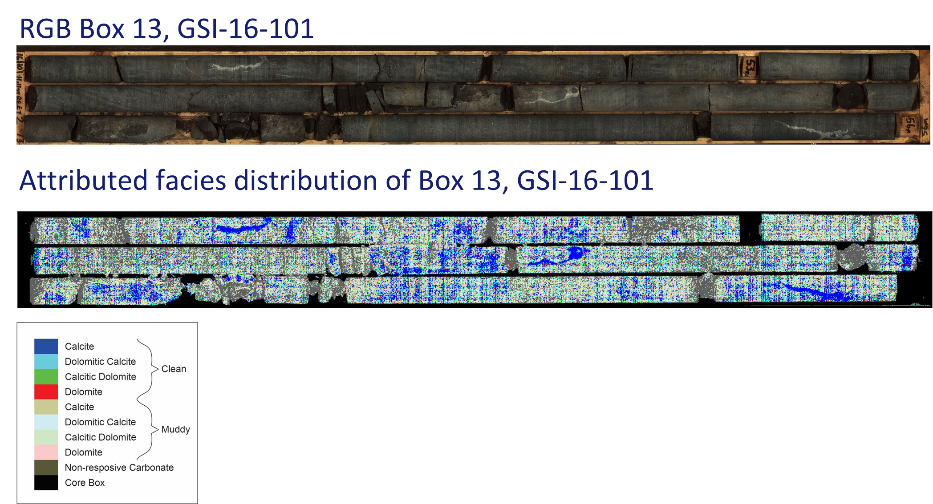 RGB Box 13, GSI-16-101
Attributed facies distribution of Box 13, GSI-16-101
Calcite
Dolomitic Calcite
Calcitic Dolomite
Clean
Dolomite
Calcite
Dolomitic Calcite
Muddy
Calcitic Dolomite
Dolomite
Non-resposive Carbonate
Core Box